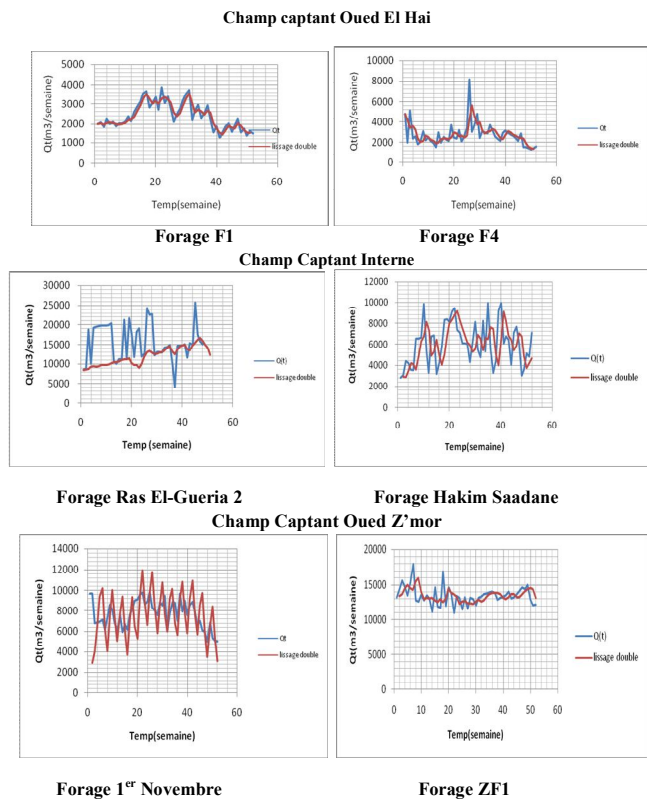 Champ captant Oued El Hai
Qt(m3/semaine)
5000
4000
3000
2000
1000
0
0 20 40 60
Temp(semaine)
Qt
lissage double
Qt(m3/semaine)
10000
8000
6000
4000
2000
0
0 20 40 60
Temp(semaine)
Qt
lissage double
Forage F1 Forage F4
Champ Captant Interne
Qt(m3/semaine)
30000
25000
20000
15000
10000
5000
0
0 20 40 60
Temp (semaine)
Q(t)
lissage double
Qt(m3/semaine)
12000
10000
8000
6000
4000
2000
0
0 20 40 60
Temp (semaine)
Q(t)
lissage double
Forage Ras El-Gueria 2 Forage Hakim Saadane
Champ Captant Oued Z’mor
Qt(m3/semaine)
14000
12000
10000
8000
6000
4000
2000
0
0 20 40 60
Temp(semaine)
Qt
lissage double
Qt(m3/semaine)
20000
15000
10000
5000
0
0 10 20 30 40 50 60
Temp(semaine)
Q(t)
lissage double
Forage 1er Novembre Forage ZF1